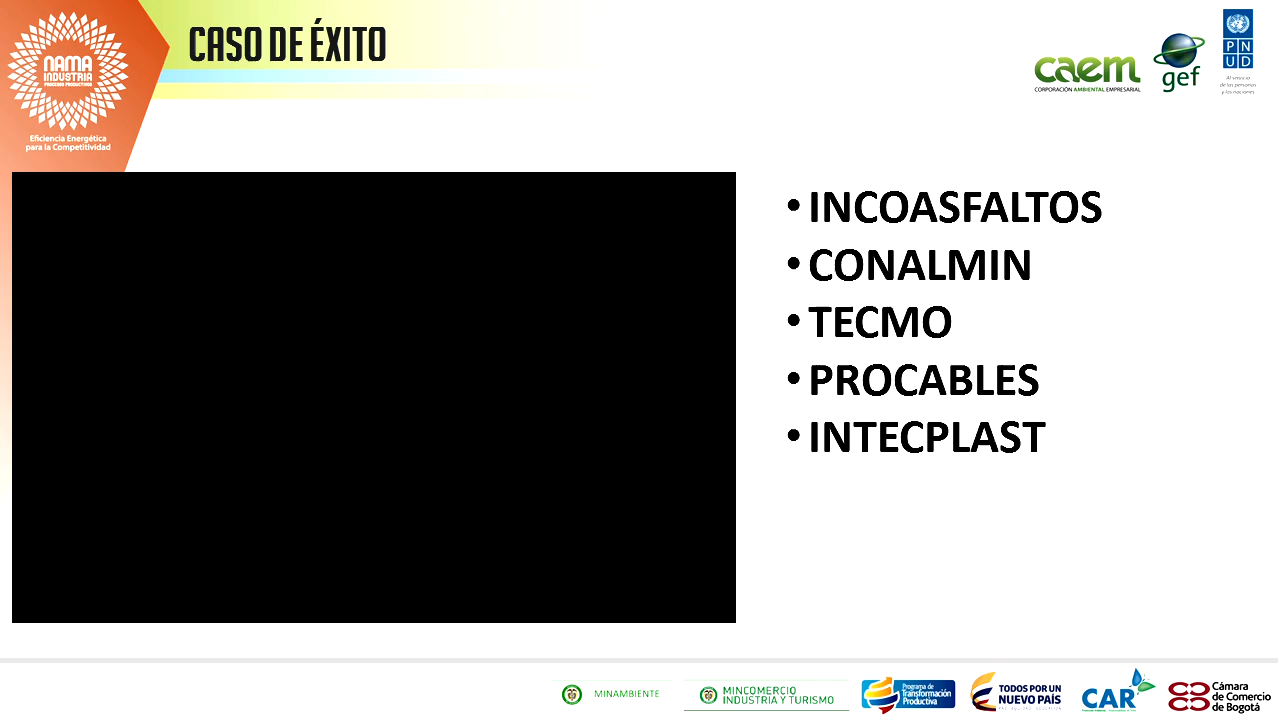 NAMA
INDUSTRIA
PROCESOS PRODUCTIVOS
Eficiencia Energética
para la Competitividad
CASO DE ÉXITO
caem
CORPORACIÓN AMBIENTAL EMPRESARIAL
gef
PN
UD
Al servicio
de las personas
y las naciones
• INCOASFALTOS
• CONALMIN
• TECMO
• PROCABLES
• INTECPLAST
MINAMBIENTE
MINCOMERCIO
INDUSTRIA Y TURISMO
Programa de
Transformación
Productiva
TODOS POR UN
NUEVO PAÍS
CAR
Cámara
de Comercio
de Bogotá